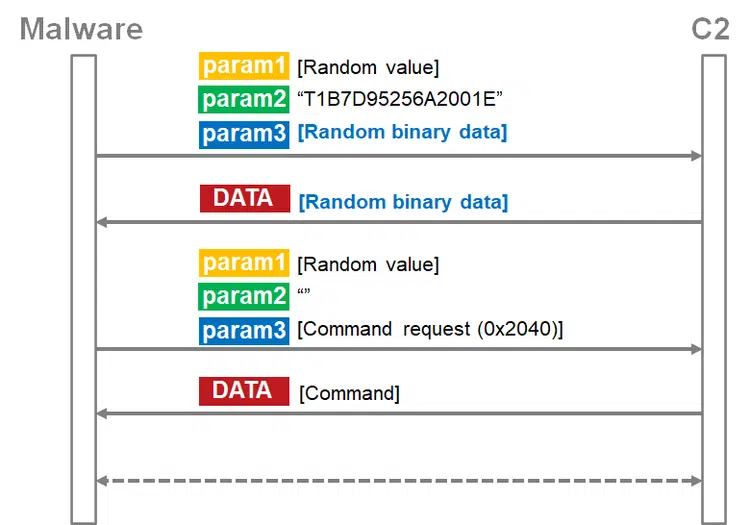 Malware C2
param1 [Random value]
param2 “T1B7D95256A2001E”
param3 [Random binary data]
DATA [Random binary data]
param1 [Random value]
param2 “”
param3 [Command request (0x2040)]
DATA [Command]